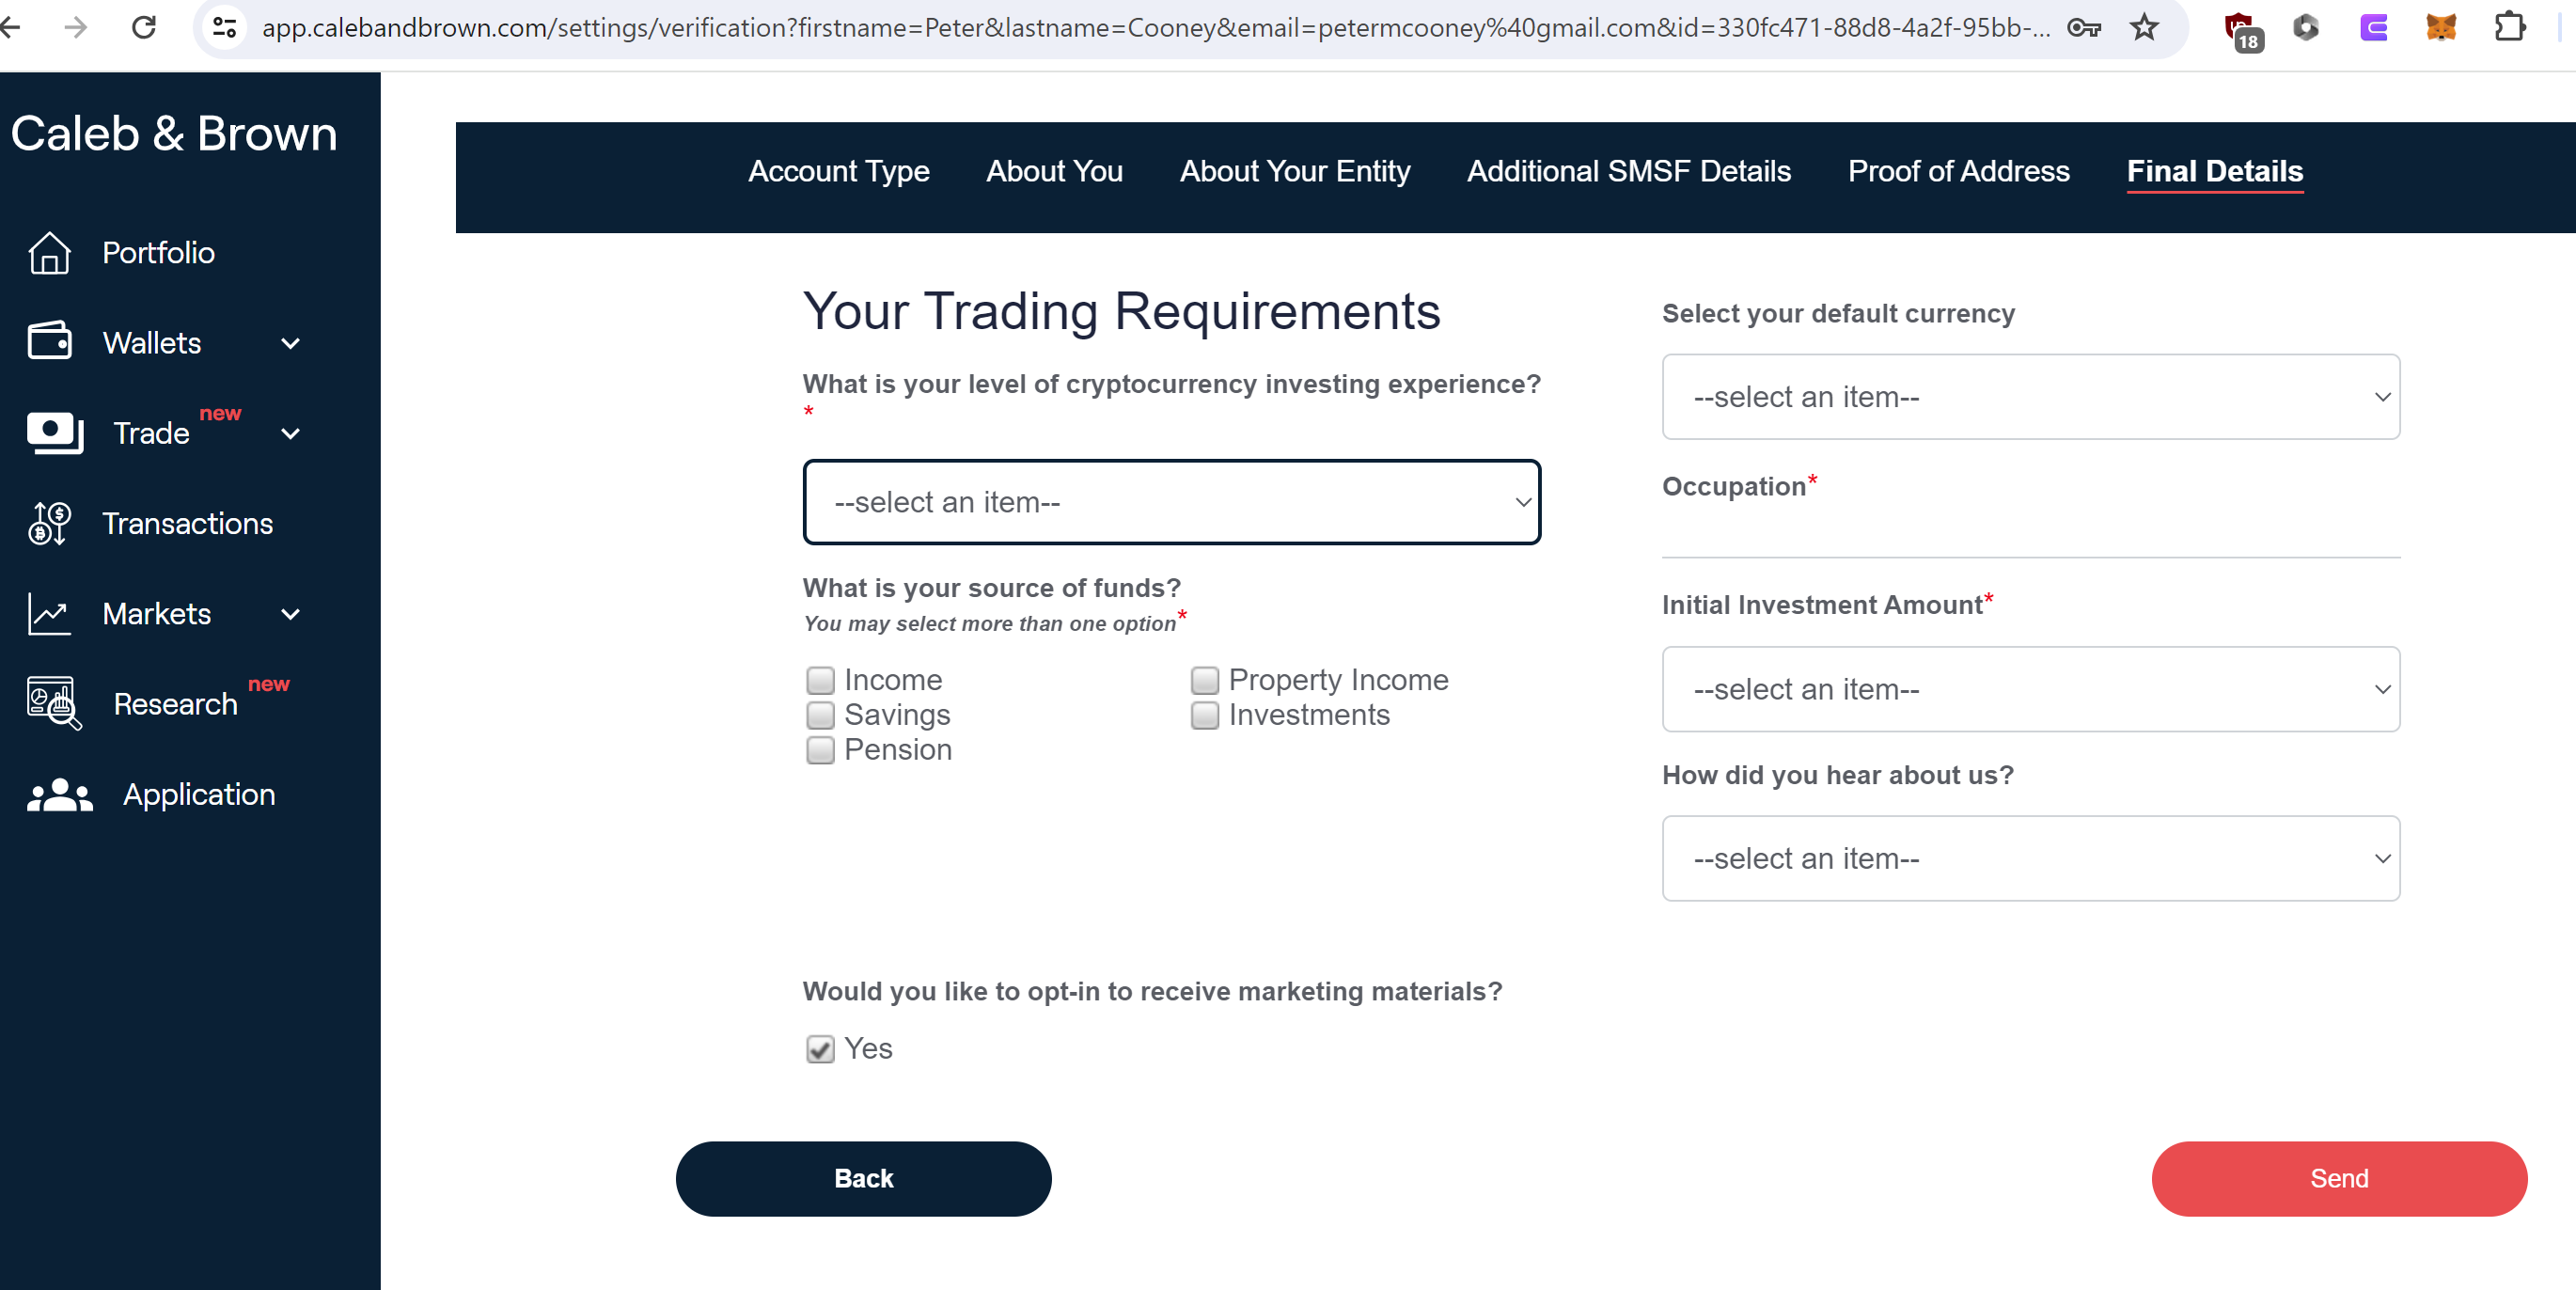 app.calebandbrown.com/settings/verification?firstname=Peter&lastname=Cooney&email=petermcooney%40gmail.com&id=330fc471-88d8-4a2f-95bb-...
18
Caleb & Brown
Portfolio
Wallets
Trade new
Transactions
Markets
Research new
Application
Account Type About You About Your Entity Additional SMSF Details Proof of Address Final Details
Your Trading Requirements
What is your level of cryptocurrency investing experience?
*
--select an item--
What is your source of funds?
You may select more than one option*
Income
Savings
Pension
Property Income
Investments
Select your default currency
--select an item--
Occupation*
Initial Investment Amount*
--select an item--
How did you hear about us?
--select an item--
Would you like to opt-in to receive marketing materials?
Yes
Back
Send